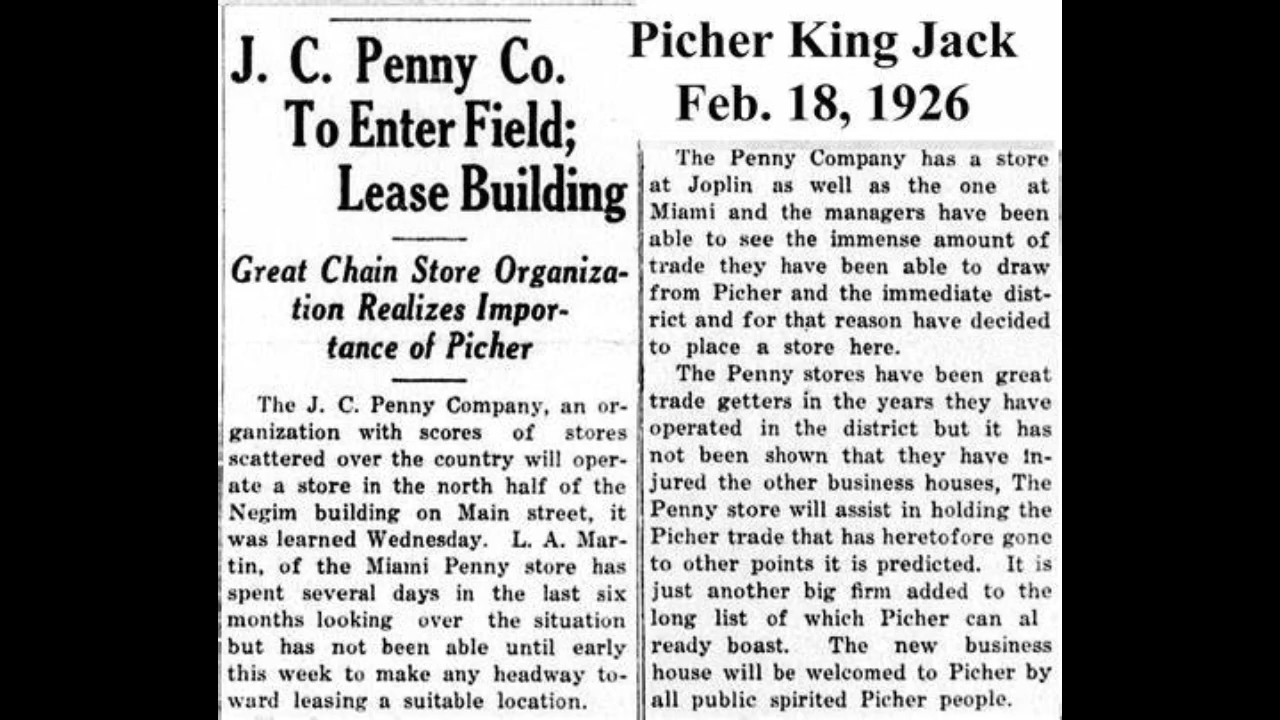 J. C. Penny Co.
To Enter Field;
Lease Building
Great Chain Store Organiza-
tion Realizes Impor-
tance of Picher
The J. C. Penny Company, an or-
ganization with scores of stores
scattered over the country will oper-
ate a store in the north half of the
Negim building on Main street, it
was learned Wednesday. L. A. Mar-
tin, of the Miami Penny store has
spent several days in the last six
months looking over the situation
but has not been able until early
this week to make any headway to-
ward leasing a suitable location.
Picher King Jack
Feb. 18, 1926
The Penny Company has a store
at Joplin as well as the one at
Miami and the managers have been
able to see the immense amount of
trade they have been able to draw
from Picher and the immediate dist-
rict and for that reason have decided
to place a store here.
The Penny stores have been great
trade getters in the years they have
operated in the district but it has
not been shown that they have in-
jured the other business houses, The
Penny store will assist in holding the
Picher trade that has heretofore gone
to other points it is predicted. It is
just another big firm added to the
long list of which Picher can al
ready boast. The new business
house will be welcomed to Picher by
all public spirited Picher people.